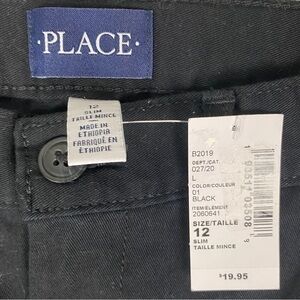 ·PLACE·
12
SLIM
TAILLE MINCE
MADE IN
ETHIOPIA
FABRIQUÉ EN
ÉTHIOPIE
B2019
DEPT./CAT.
027/20
L
COLOR/COULEUR
01
BLACK
ITEM/ÉLÉMENT
2060641
SIZE/TAILLE
12
SLIM
TAILLE MINCE
$19.95